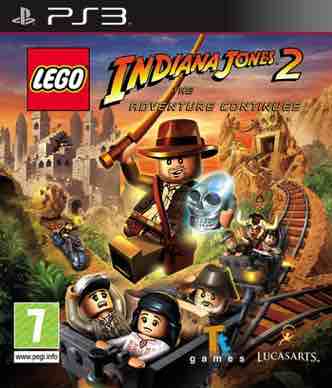 PS3
LEGO
INDIANA JONES 2
THE
ADVENTURE CONTINUES
7
www.pegi.info
TT
games
LUCASARTS.